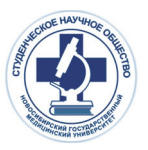 СТУДЕНЧЕСКОЕ НАУЧНОЕ ОБЩЕСТВО
НОВОСИБИРСКИЙ ГОСУДАРСТВЕННЫЙ
МЕДИЦИНСКИЙ УНИВЕРСИТЕТ